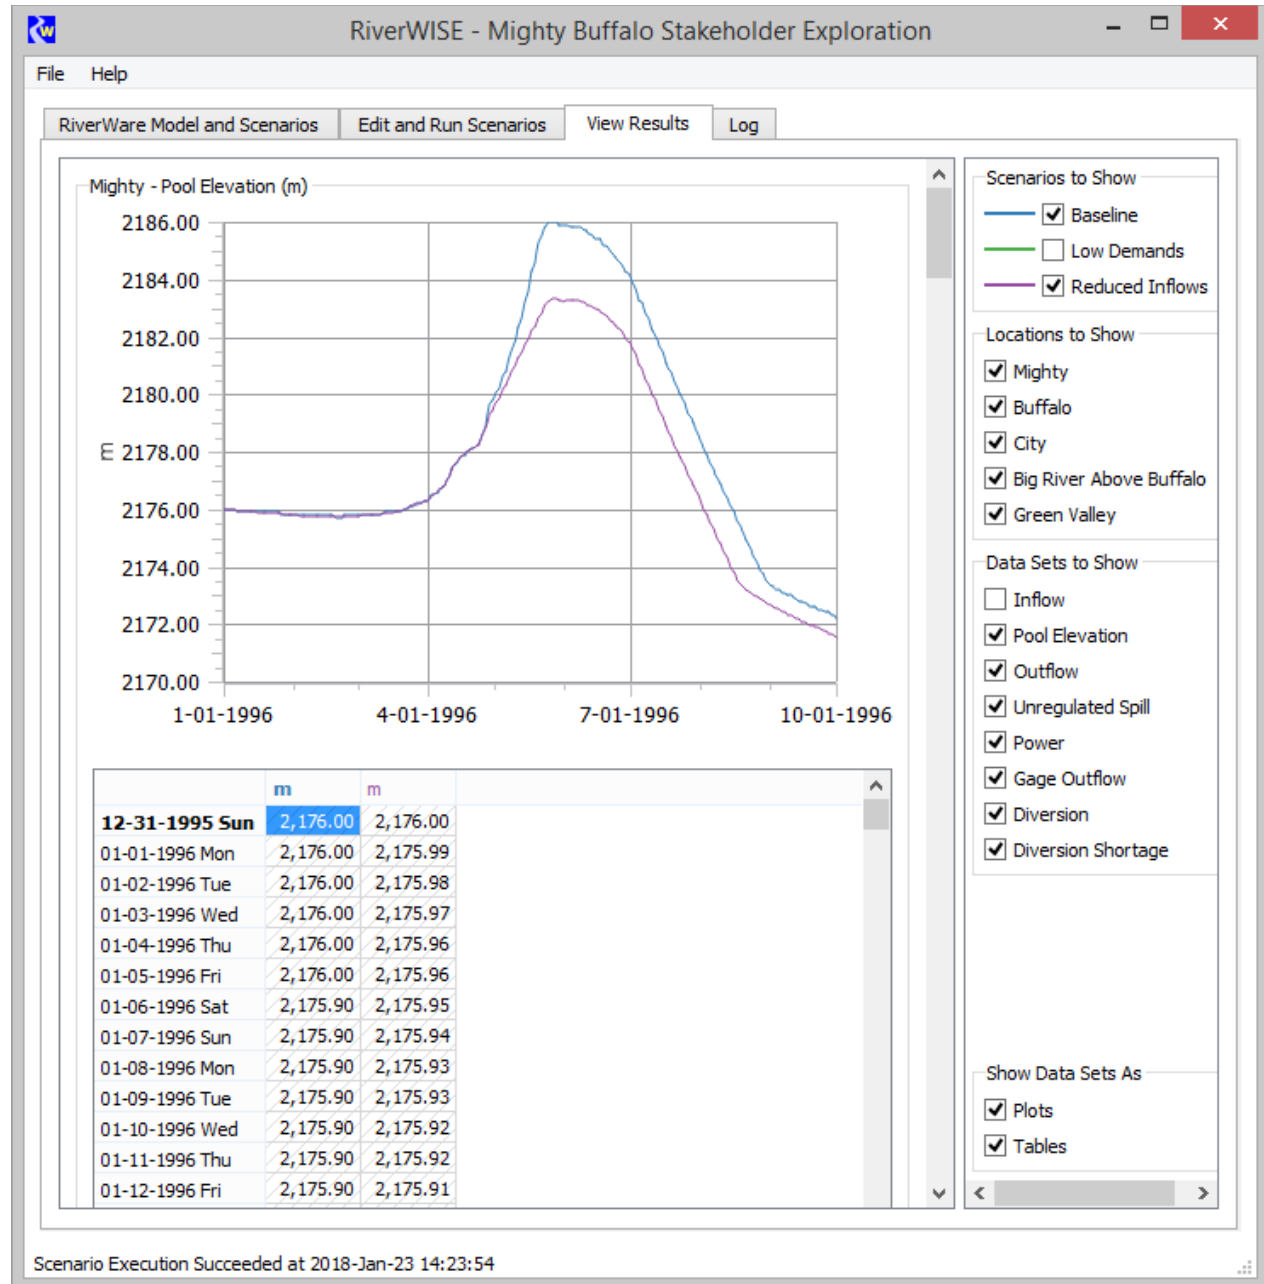 RiverWISE - Mighty Buffalo Stakeholder Exploration
File Help
RiverWare Model and Scenarios Edit and Run Scenarios View Results Log
Mighty - Pool Elevation (m)
2186.00
2184.00
2182.00
2180.00
m 2178.00
2176.00
2174.00
2172.00
2170.00
1-01-1996 4-01-1996 7-01-1996 10-01-1996
m m
12-31-1995 Sun 2,176.00 2,176.00
01-01-1996 Mon 2,176.00 2,175.99
01-02-1996 Tue 2,176.00 2,175.98
01-03-1996 Wed 2,176.00 2,175.97
01-04-1996 Thu 2,176.00 2,175.96
01-05-1996 Fri 2,176.00 2,175.96
01-06-1996 Sat 2,175.90 2,175.95
01-07-1996 Sun 2,175.90 2,175.94
01-08-1996 Mon 2,175.90 2,175.93
01-09-1996 Tue 2,175.90 2,175.93
01-10-1996 Wed 2,175.90 2,175.92
01-11-1996 Thu 2,175.90 2,175.92
01-12-1996 Fri 2,175.90 2,175.91
Scenarios to Show
Baseline
Low Demands
Reduced Inflows
Locations to Show
Mighty
Buffalo
City
Big River Above Buffalo
Green Valley
Data Sets to Show
Inflow
Pool Elevation
Outflow
Unregulated Spill
Power
Gage Outflow
Diversion
Diversion Shortage
Show Data Sets As
Plots
Tables
Scenario Execution Succeeded at 2018-Jan-23 14:23:54